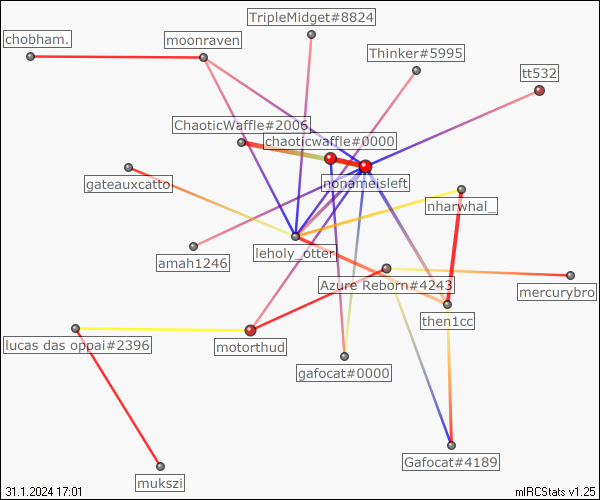 TripleMidget#8824
chobham.
moonraven
Thinker#5995
tt532
ChaoticWaffle#2006
chaoticwaffle#0000
gateauxcatto
nonameisleft
nharwhal_
leholy_otter
amah1246
Azure Reborn#4243
mercurybro
then1cc
lucas das oppai#2396
motorthud
gafocat#0000
Gafocat#4189
mukszi
31.1.2024 17:01
mIRCStats v1.25